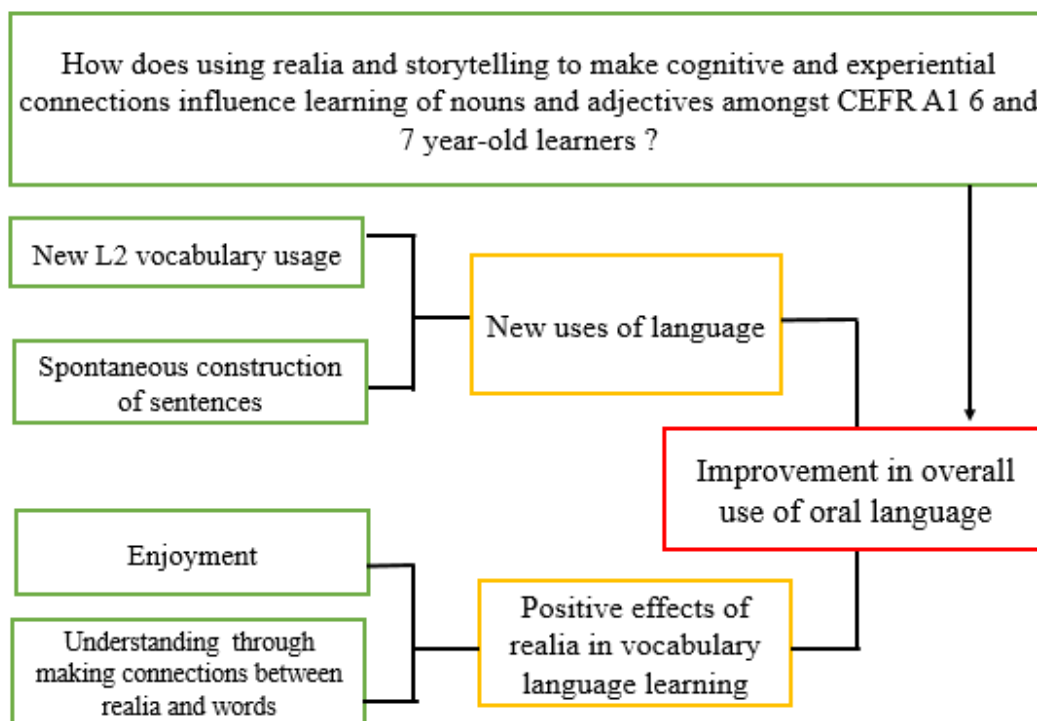 How does using realia and storytelling to make cognitive and experiential
connections influence learning of nouns and adjectives amongst CEFR A1 6 and
7 year-old learners ?
New L2 vocabulary usage
Spontaneous construction
of sentences
New uses of language
Improvement in overall
use of oral language
Enjoyment
Understanding through
making connections between
realia and words
Positive effects of
realia in vocabulary
language learning